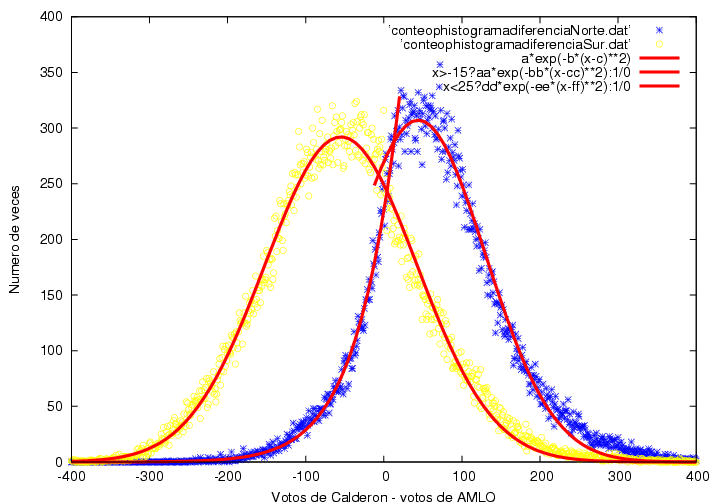 400
350
300
250
200
150
100
50
0
Numero de veces
'conteophistogramadiferenciaNorte.dat'
'conteophistogramadiferenciaSur.dat'
a*exp(-b*(x-c)**2)
x>-15?aa*exp(-bb*(x-cc)**2):1/0
x<25?dd*exp(-ee*(x-ff)**2):1/0
-400 -300 -200 -100 0 100 200 300 400
Votos de Calderon - votos de AMLO